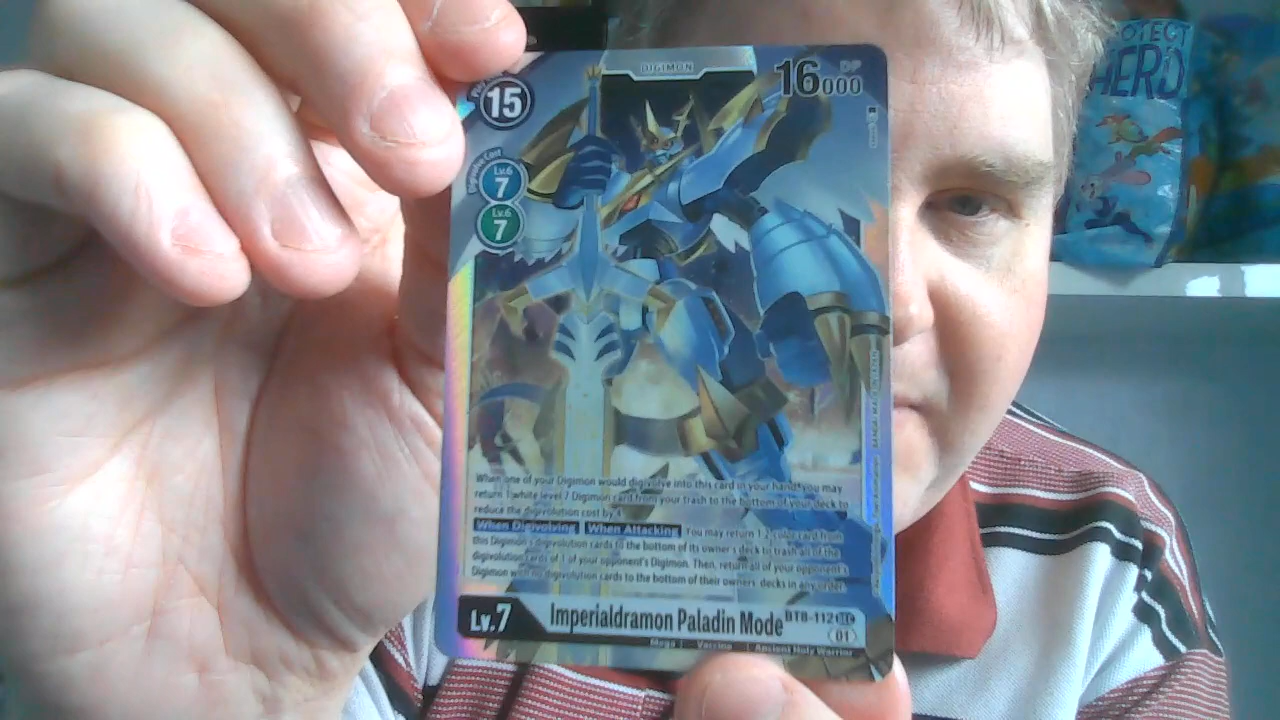 DIGIMON
15
16000
DP
PROTECT
HERD
Digivolve Cost
Lv.6
7
Lv.6
7
When one of your Digimon would digivolve into this card in your hand, you may
return 1 white level 7 Digimon card from your trash to the bottom of your deck to
reduce the digivolution cost by 4.
When Digivolving When Attacking You may return 1 2-color card from
this Digimon's digivolution cards to the bottom of its owner's deck to trash all of the
digivolution cards of 1 of your opponent's Digimon. Then, return all of your opponent's
Digimon with no digivolution cards to the bottom of their owners' decks in any order.
Lv.7
Imperialdramon Paladin Mode
BT8-112 SEC
01
Mega Vaccine Ancient Holy Warrior